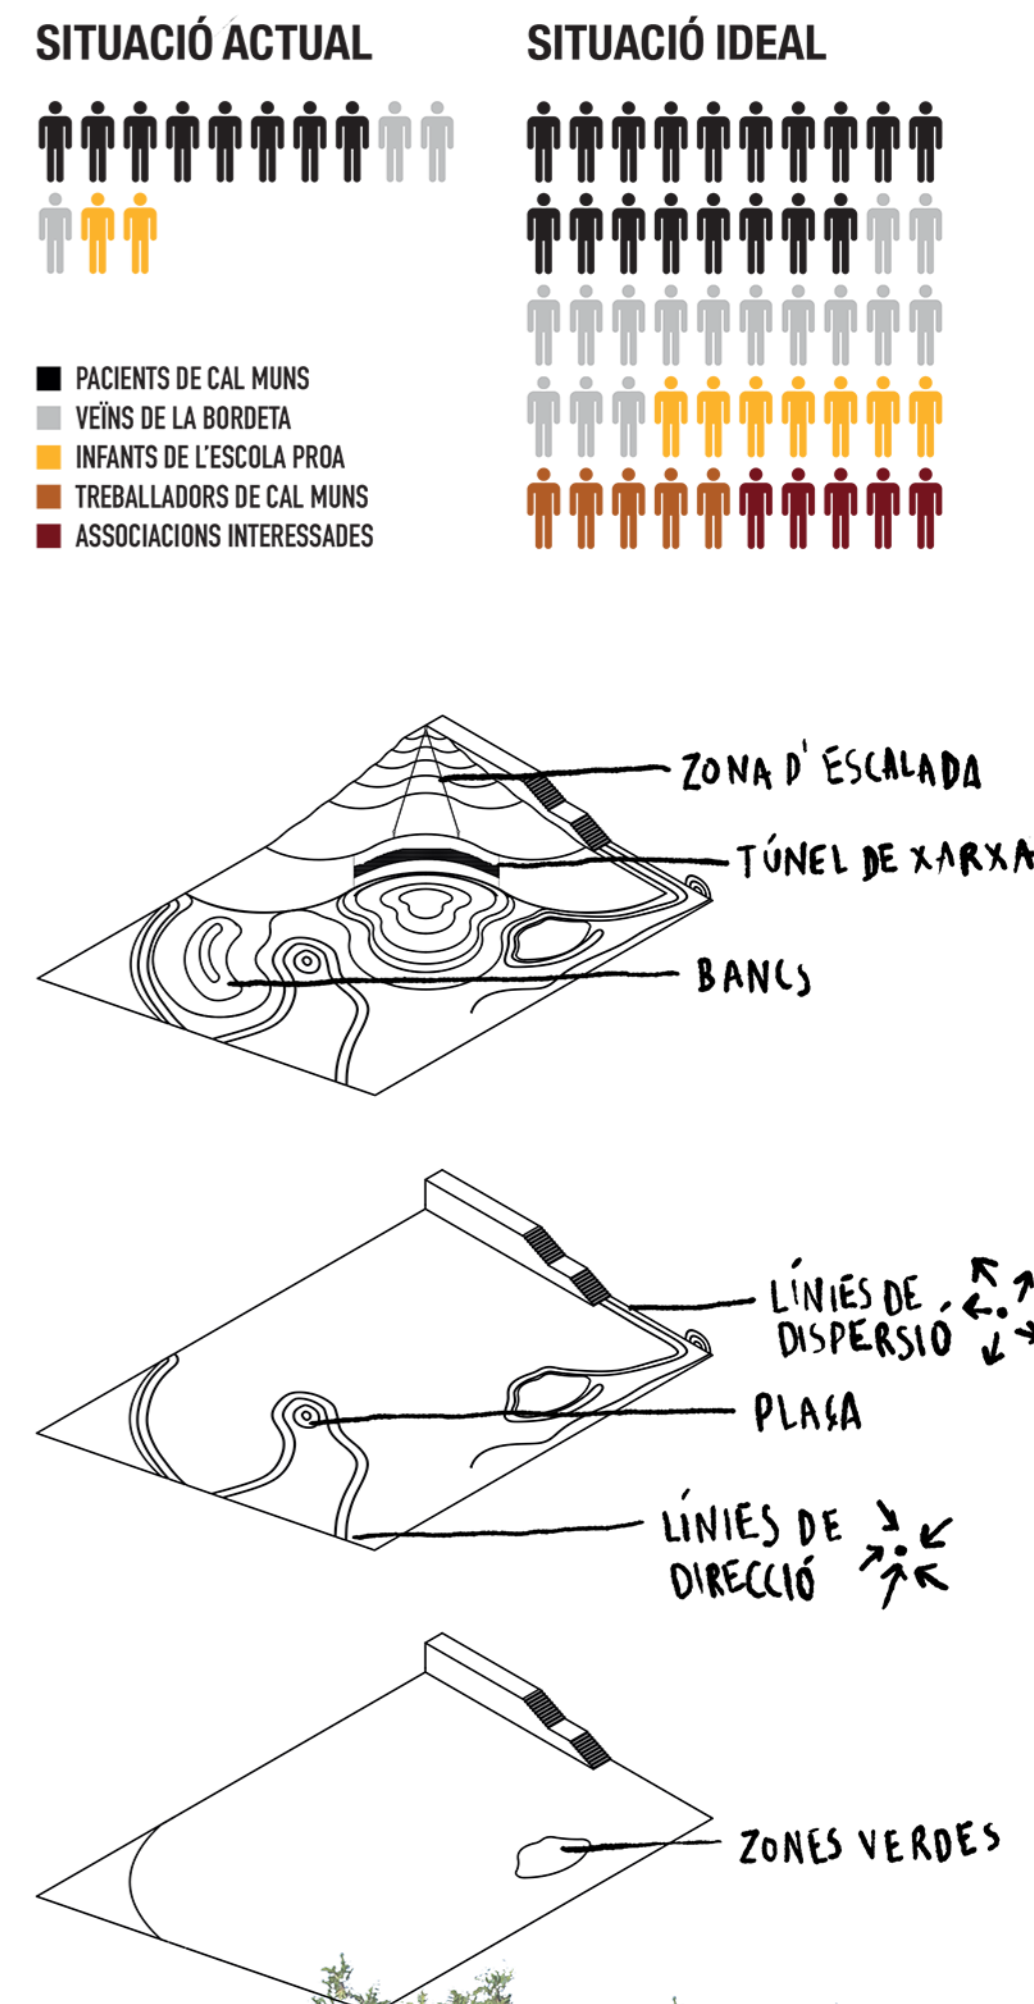 SITUACIÓ ACTUAL
SITUACIÓ IDEAL
PACIENTS DE CAL MUNS
VEÏNS DE LA BORDETA
INFANTS DE L'ESCOLA PROA
TREBALLADORS DE CAL MUNS
ASSOCIACIONS INTERESSADES
ZONA D'ESCALADA
TÚNEL DE XARXA
BANCS
LÍNIES DE
DISPERSIÓ
PLAÇA
LÍNIES DE
DIRECCIÓ
ZONES VERDES